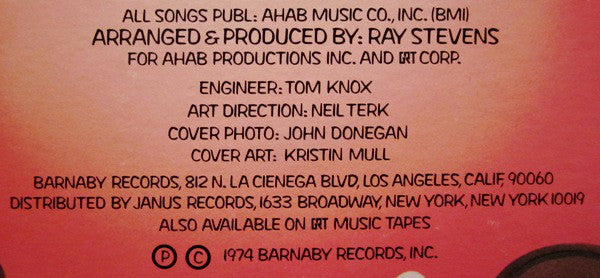 ALL SONGS PUBL: AHAB MUSIC CO., INC. (BMI)
ARRANGED & PRODUCED BY: RAY STEVENS
FOR AHAB PRODUCTIONS INC. AND GRT CORP.
ENGINEER: TOM KNOX
ART DIRECTION: NEIL TERK
COVER PHOTO: JOHN DONEGAN
COVER ART: KRISTIN MULL
BARNABY RECORDS, 812 N. LA CIENEGA BLVD, LOS ANGELES, CALIF, 90060
DISTRIBUTED BY JANUS RECORDS, 1633 BROADWAY, NEW YORK, NEW YORK 10019
ALSO AVAILABLE ON GRT MUSIC TAPES
Ⓟ © 1974 BARNABY RECORDS, INC.